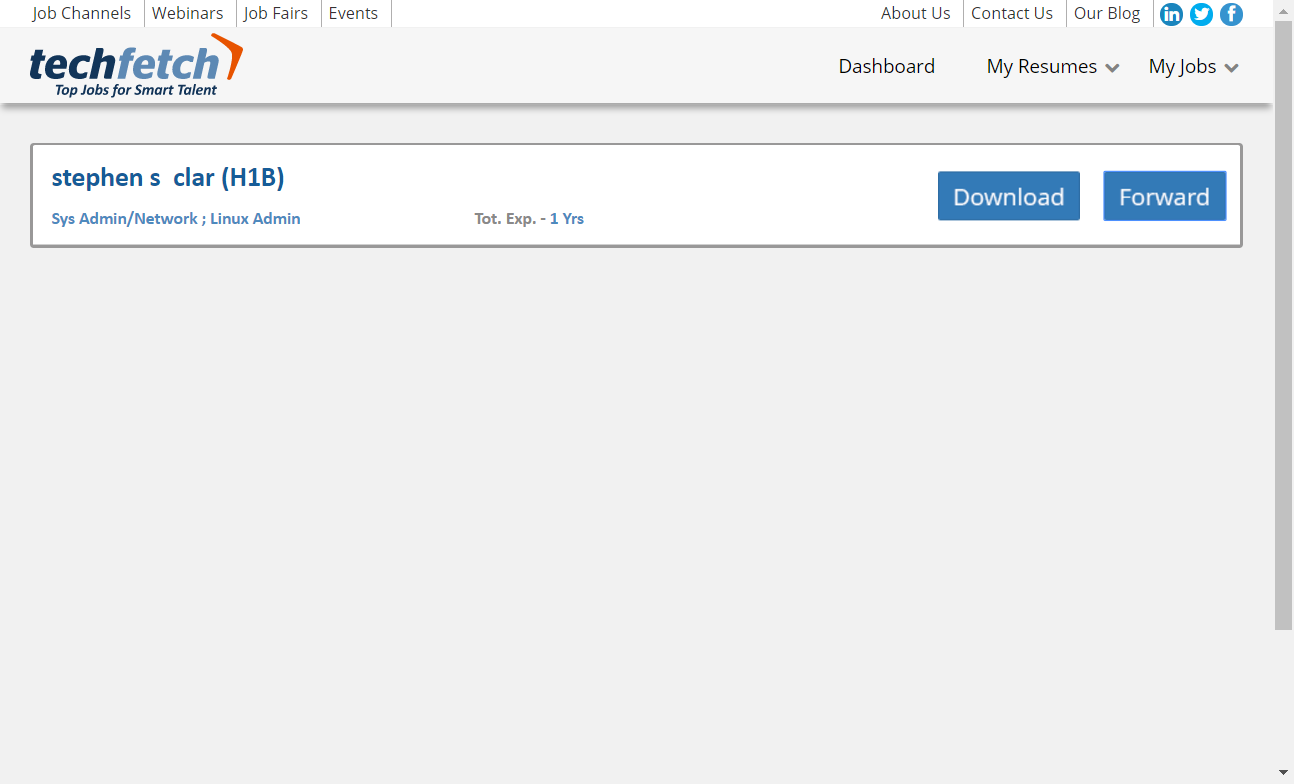 Job Channels Webinars Job Fairs Events About Us Contact Us Our Blog in f
techfetch
Top Jobs for Smart Talent
Dashboard My Resumes My Jobs
stephen s  clar (H1B)
Download Forward
Sys Admin/Network ; Linux Admin Tot. Exp. - 1 Yrs